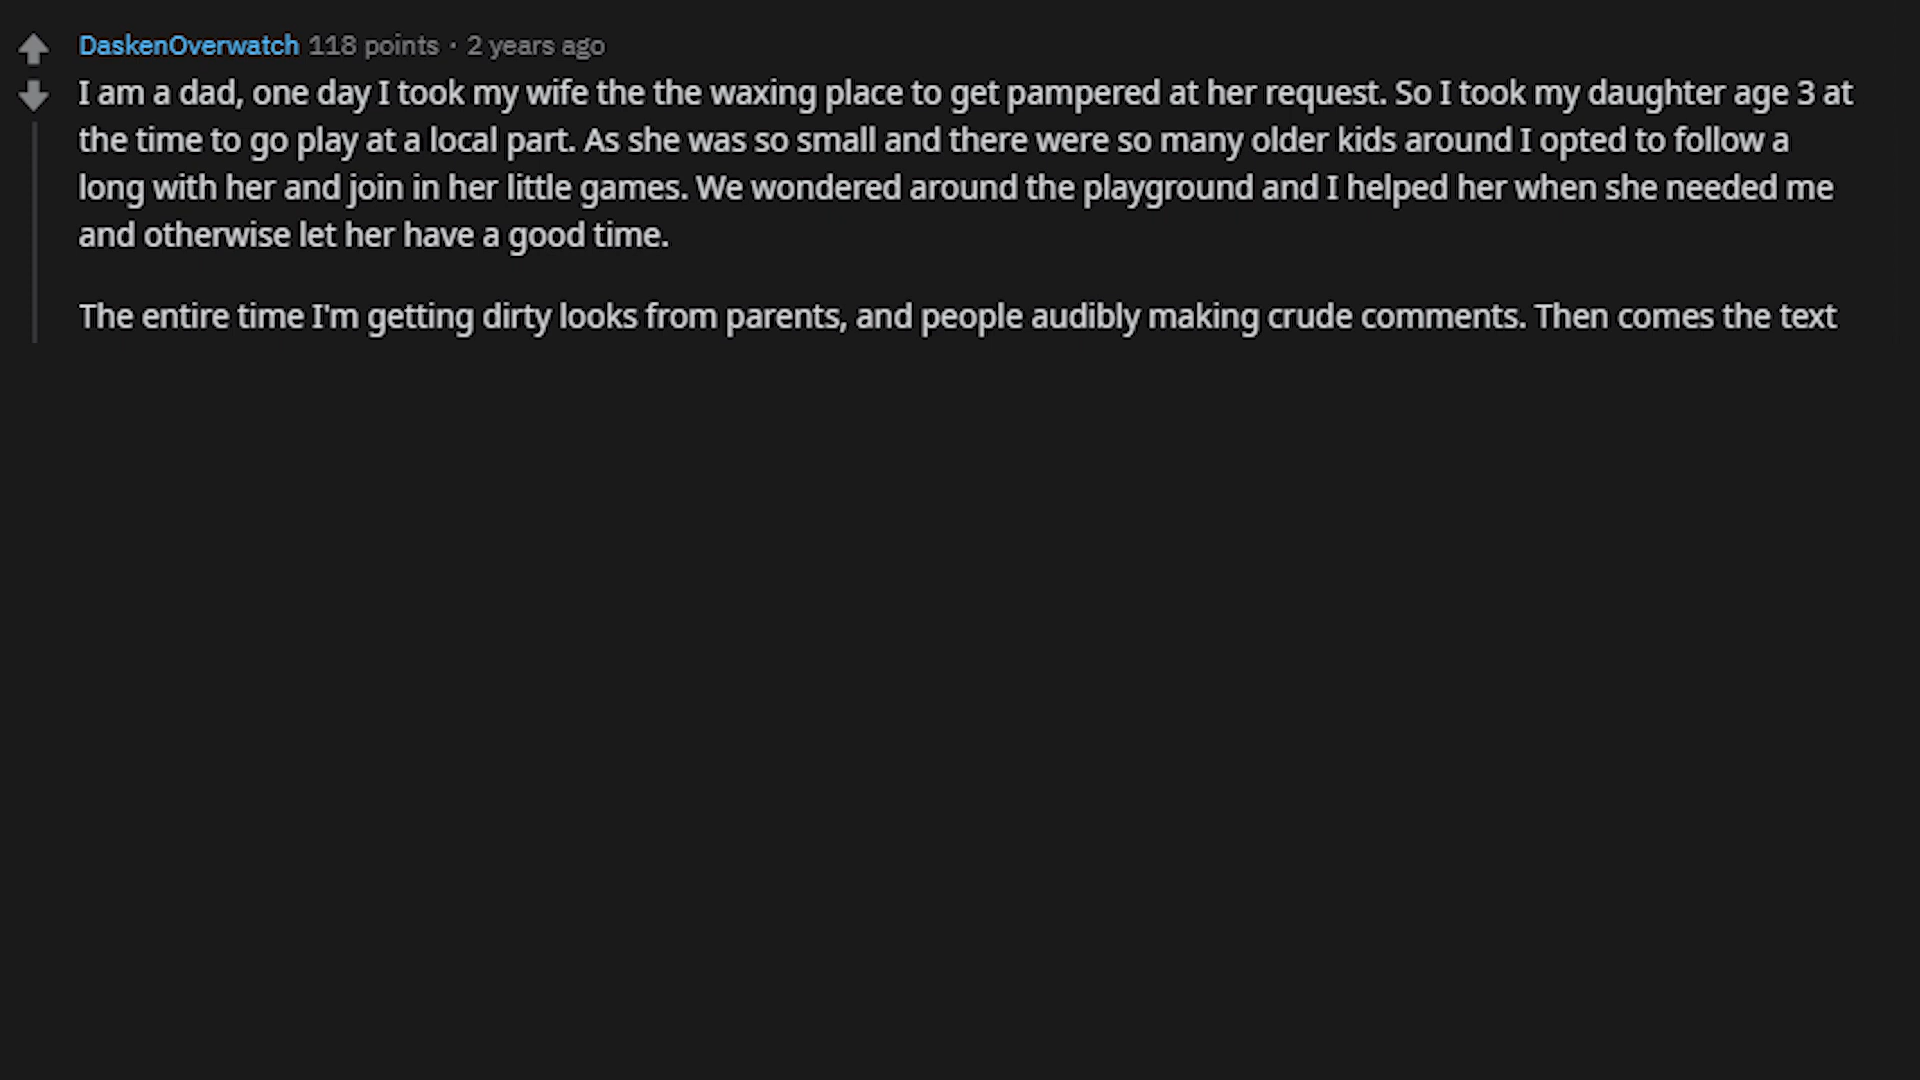 DaskenOverwatch 118 points · 2 years ago
I am a dad, one day I took my wife the the waxing place to get pampered at her request. So I took my daughter age 3 at
the time to go play at a local part. As she was so small and there were so many older kids around I opted to follow a
long with her and join in her little games. We wondered around the playground and I helped her when she needed me
and otherwise let her have a good time.
The entire time I'm getting dirty looks from parents, and people audibly making crude comments. Then comes the text